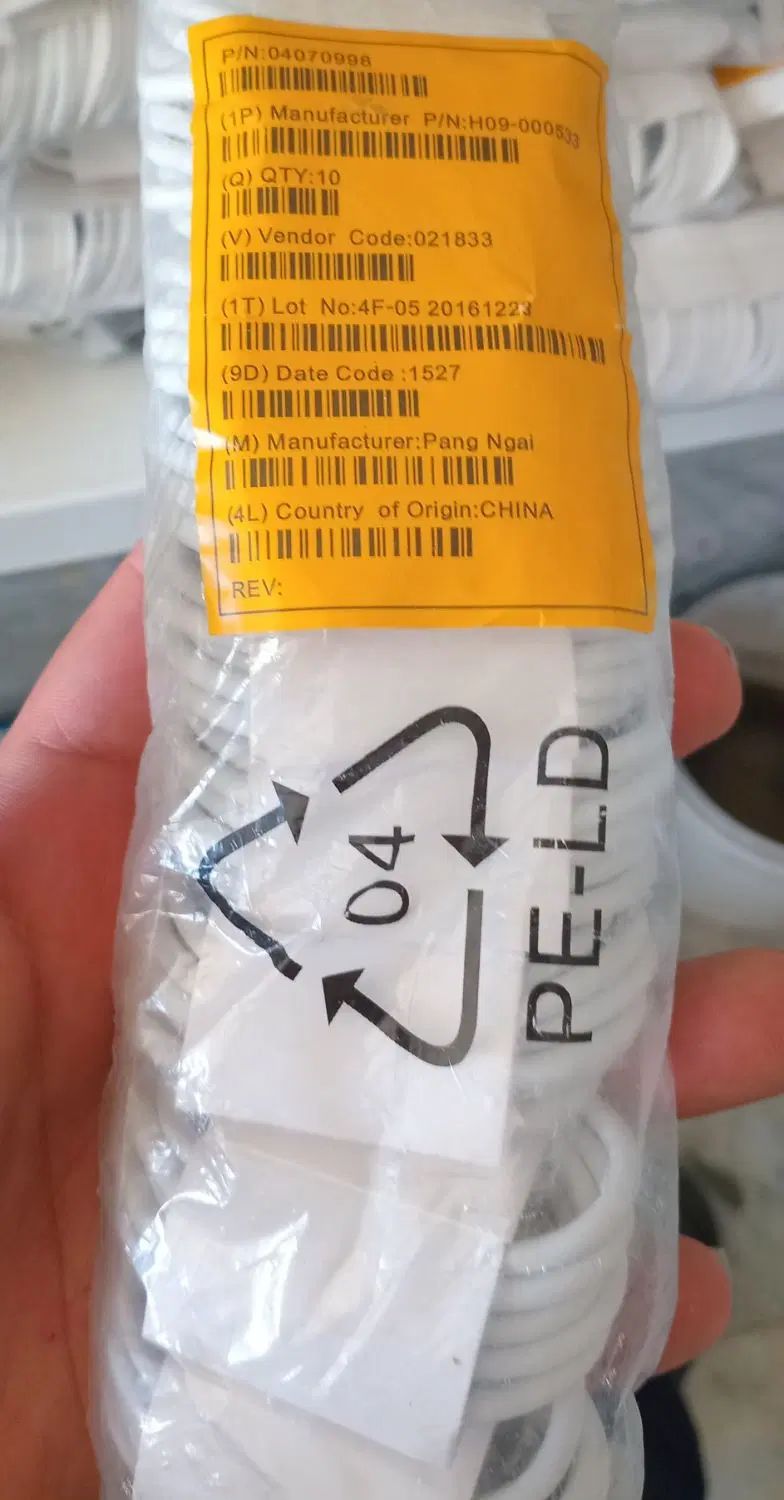 P/N:04070998
(1P) Manufacturer P/N:H09-000533
(Q) QTY:10
(V) Vendor Code:021833
(1T) Lot No:4F-05 20161223
(9D) Date Code :1527
(M) Manufacturer:Pang Ngai
(4L) Country of Origin:CHINA
REV:
04
PE-LD